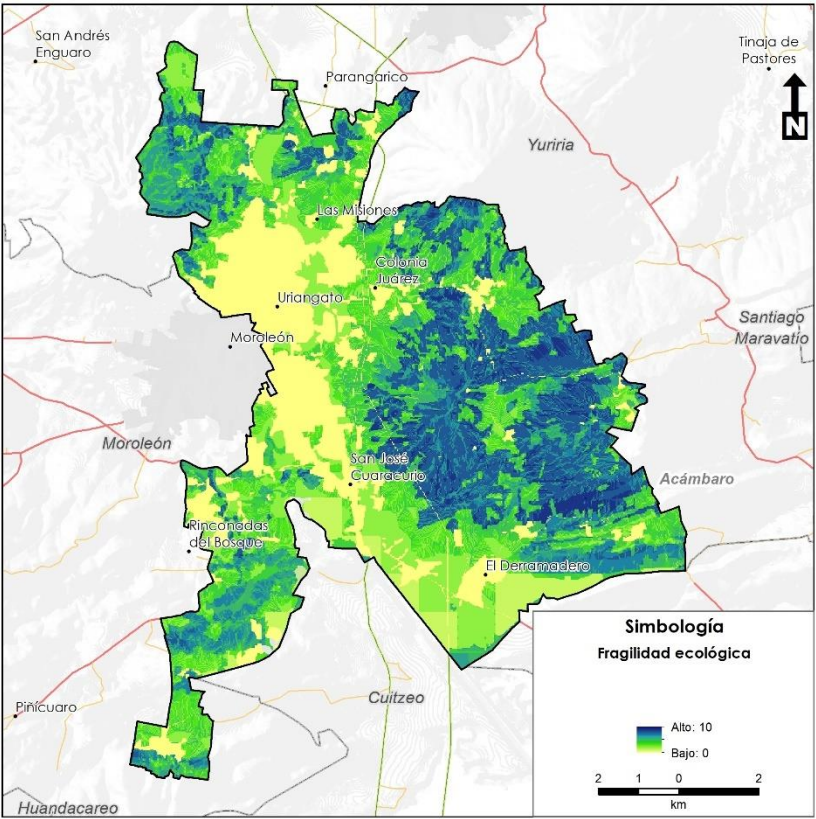 San Andrés
Enguaro
Tinaja de
Pastores
Parangarico
N
Yuriria
Las Misiones
Colonia
Juárez
Uriangato
Santiago
Maravatío
Moroleón
Moroleón
San José
Cuaracurio
Acámbaro
Rinconadas
del Bosque
El Derramadero
Simbología
Fragilidad ecológica
Cuitzeo
Piñícuaro
Alto: 10
Bajo: 0
2 1 0 2
km
Huandacareo